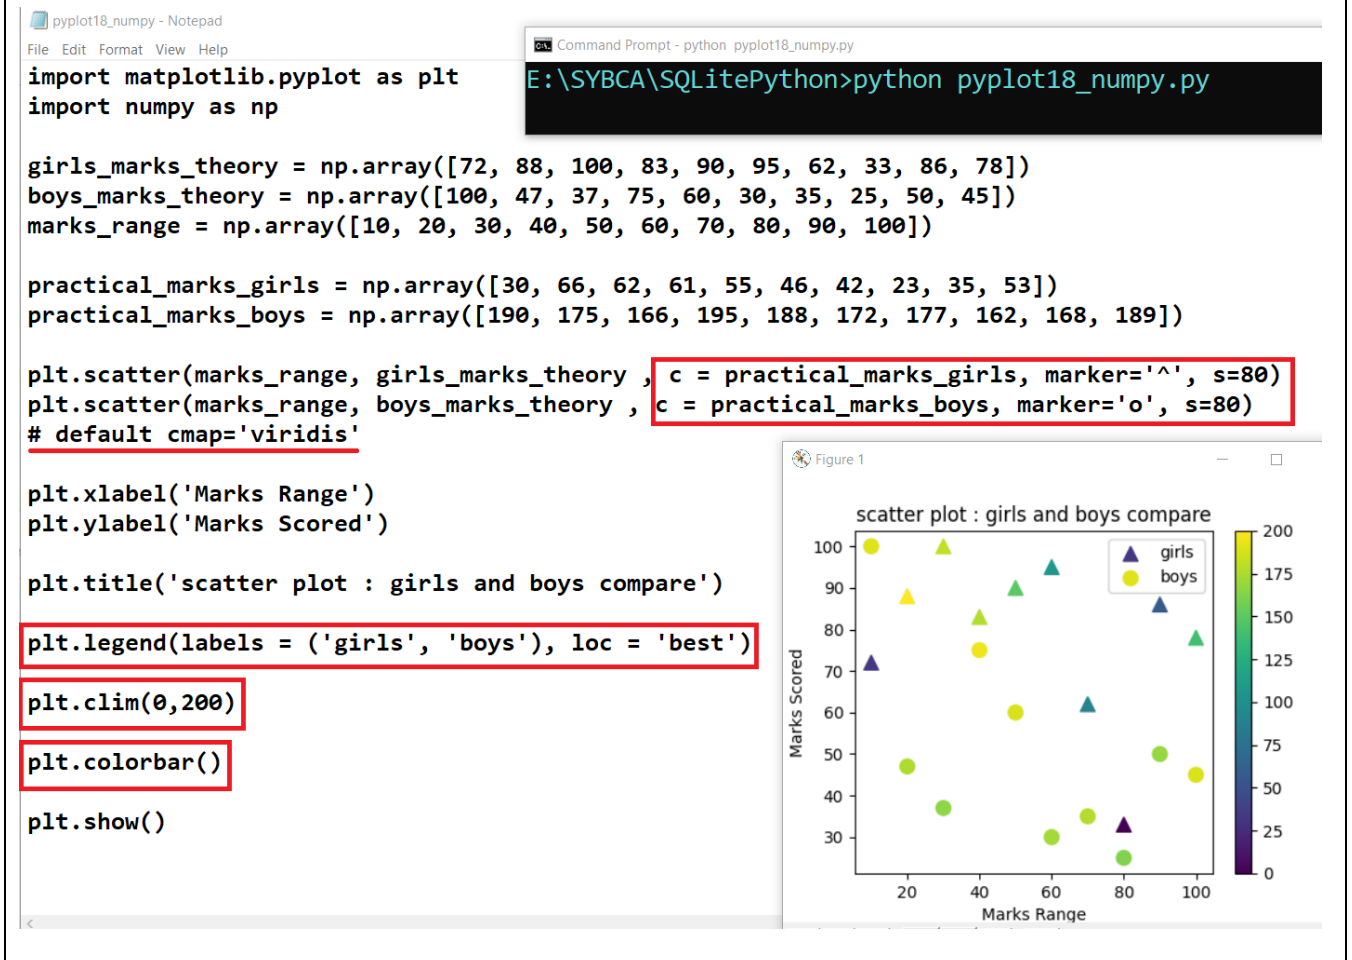 pyplot18_numpy - Notepad
File Edit Format View Help
Command Prompt - python pyplot18_numpy.py
E:\SYBCA\SQLitePython>python pyplot18_numpy.py
import matplotlib.pyplot as plt
import numpy as np
girls_marks_theory = np.array([72, 88, 100, 83, 90, 95, 62, 33, 86, 78])
boys_marks_theory = np.array([100, 47, 37, 75, 60, 30, 35, 25, 50, 45])
marks_range = np.array([10, 20, 30, 40, 50, 60, 70, 80, 90, 100])
practical_marks_girls = np.array([30, 66, 62, 61, 55, 46, 42, 23, 35, 53])
practical_marks_boys = np.array([190, 175, 166, 195, 188, 172, 177, 162, 168, 189])
plt.scatter(marks_range, girls_marks_theory , c = practical_marks_girls, marker='^', s=80)
plt.scatter(marks_range, boys_marks_theory , c = practical_marks_boys, marker='o', s=80)
# default cmap='viridis'
plt.xlabel('Marks Range')
plt.ylabel('Marks Scored')
plt.title('scatter plot : girls and boys compare')
plt.legend(labels = ('girls', 'boys'), loc = 'best')
plt.clim(0,200)
plt.colorbar()
plt.show()
Figure 1
scatter plot : girls and boys compare
girls
boys
Marks Scored
100
90
80
70
60
50
40
30
20 40 60 80 100
Marks Range
200
175
150
125
100
75
50
25
0